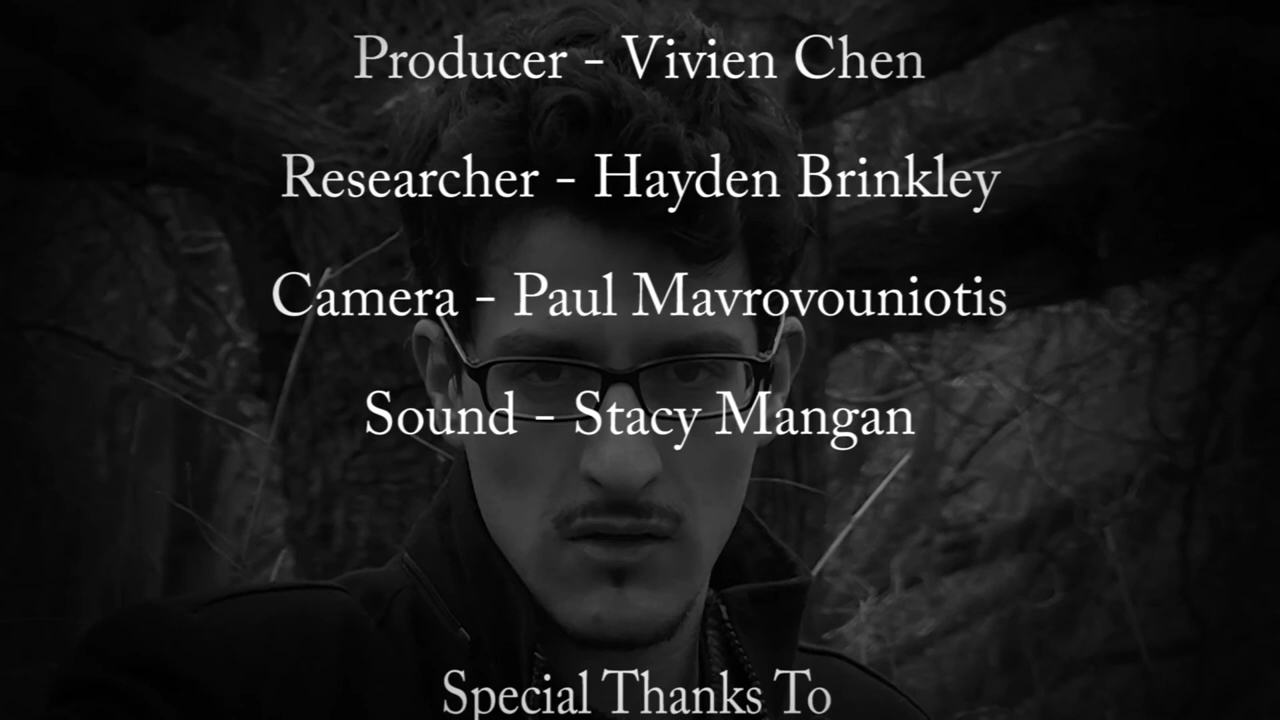 Producer - Vivien Chen
Researcher - Hayden Brinkley
Camera - Paul Mavrovouniotis
Sound - Stacy Mangan
Special Thanks To